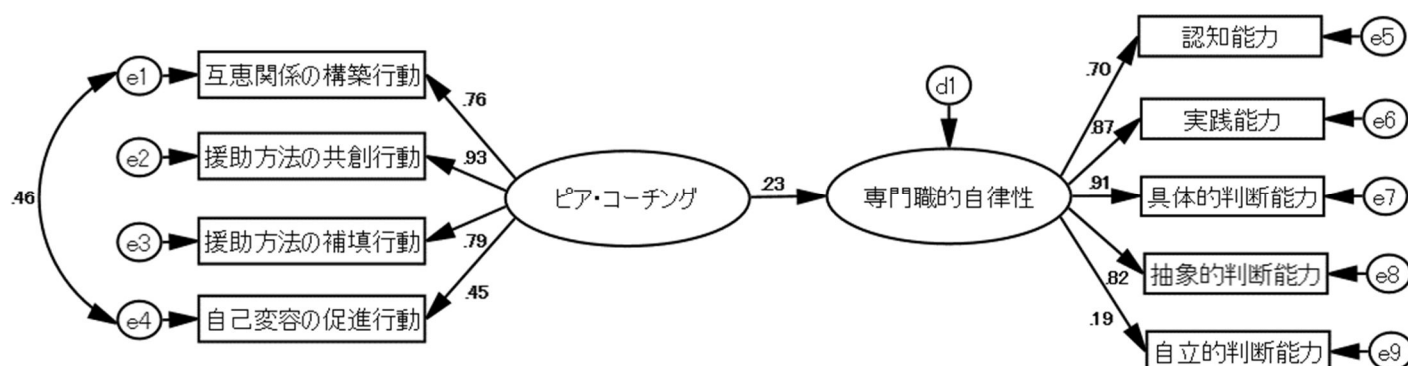 e1
互恵関係の構築行動
.76
e2
援助方法の共創行動
.93
.46
e3
援助方法の補填行動
.79
e4
自己変容の促進行動
.45
ピア・コーチング
.23
d1
専門職的自律性
.70
認知能力
e5
.87
実践能力
e6
.91
具体的判断能力
e7
.82
抽象的判断能力
e8
.19
自立的判断能力
e9